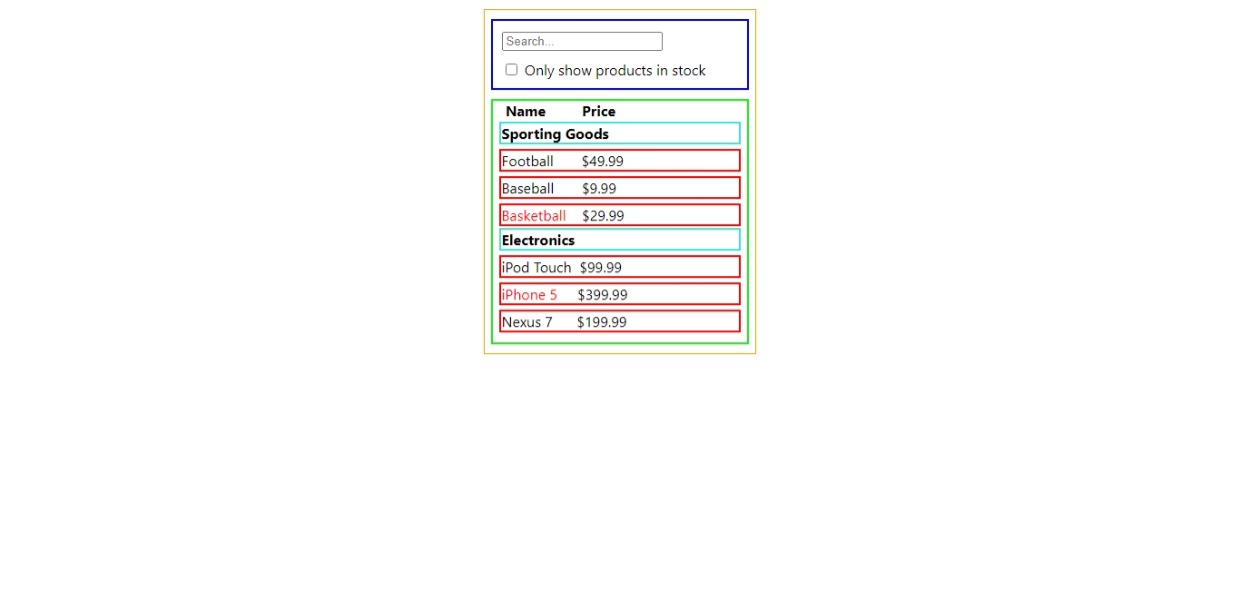 Search...
Only show products in stock
Name Price
Sporting Goods
Football $49.99
Baseball $9.99
Basketball $29.99
Electronics
iPod Touch $99.99
iPhone 5 $399.99
Nexus 7 $199.99